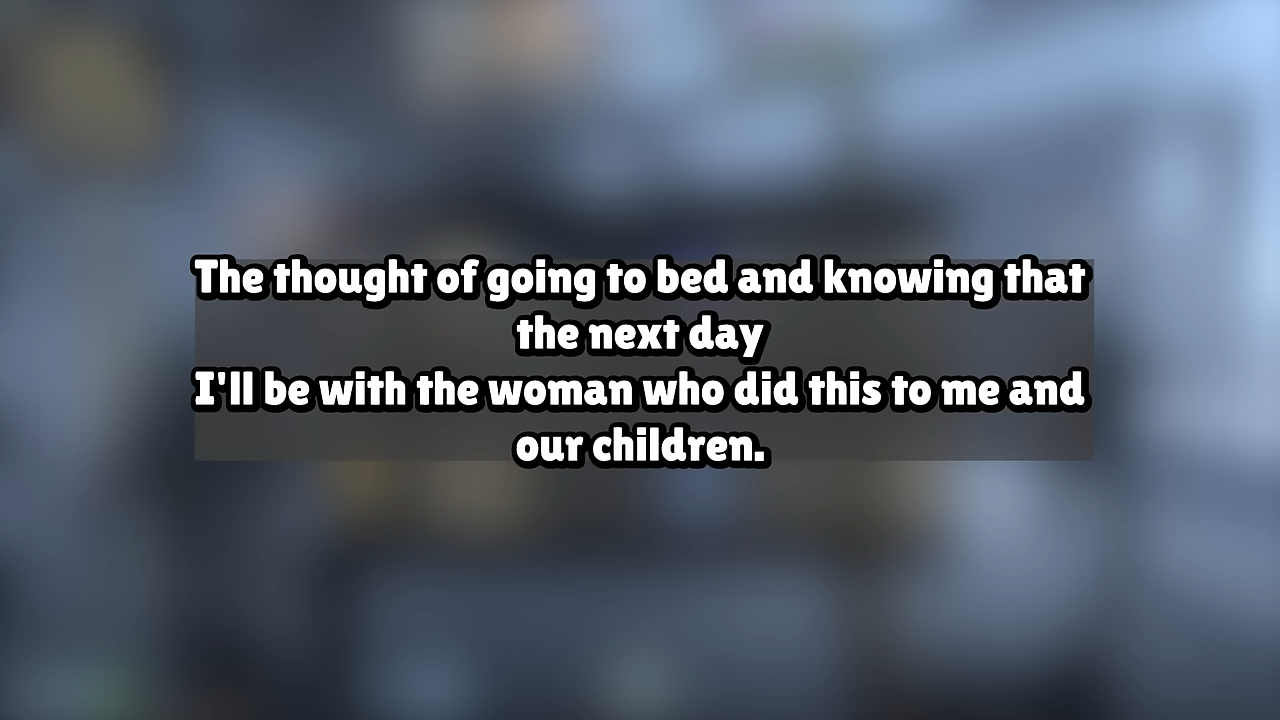 The thought of going to bed and knowing that
the next day
I'll be with the woman who did this to me and
our children.